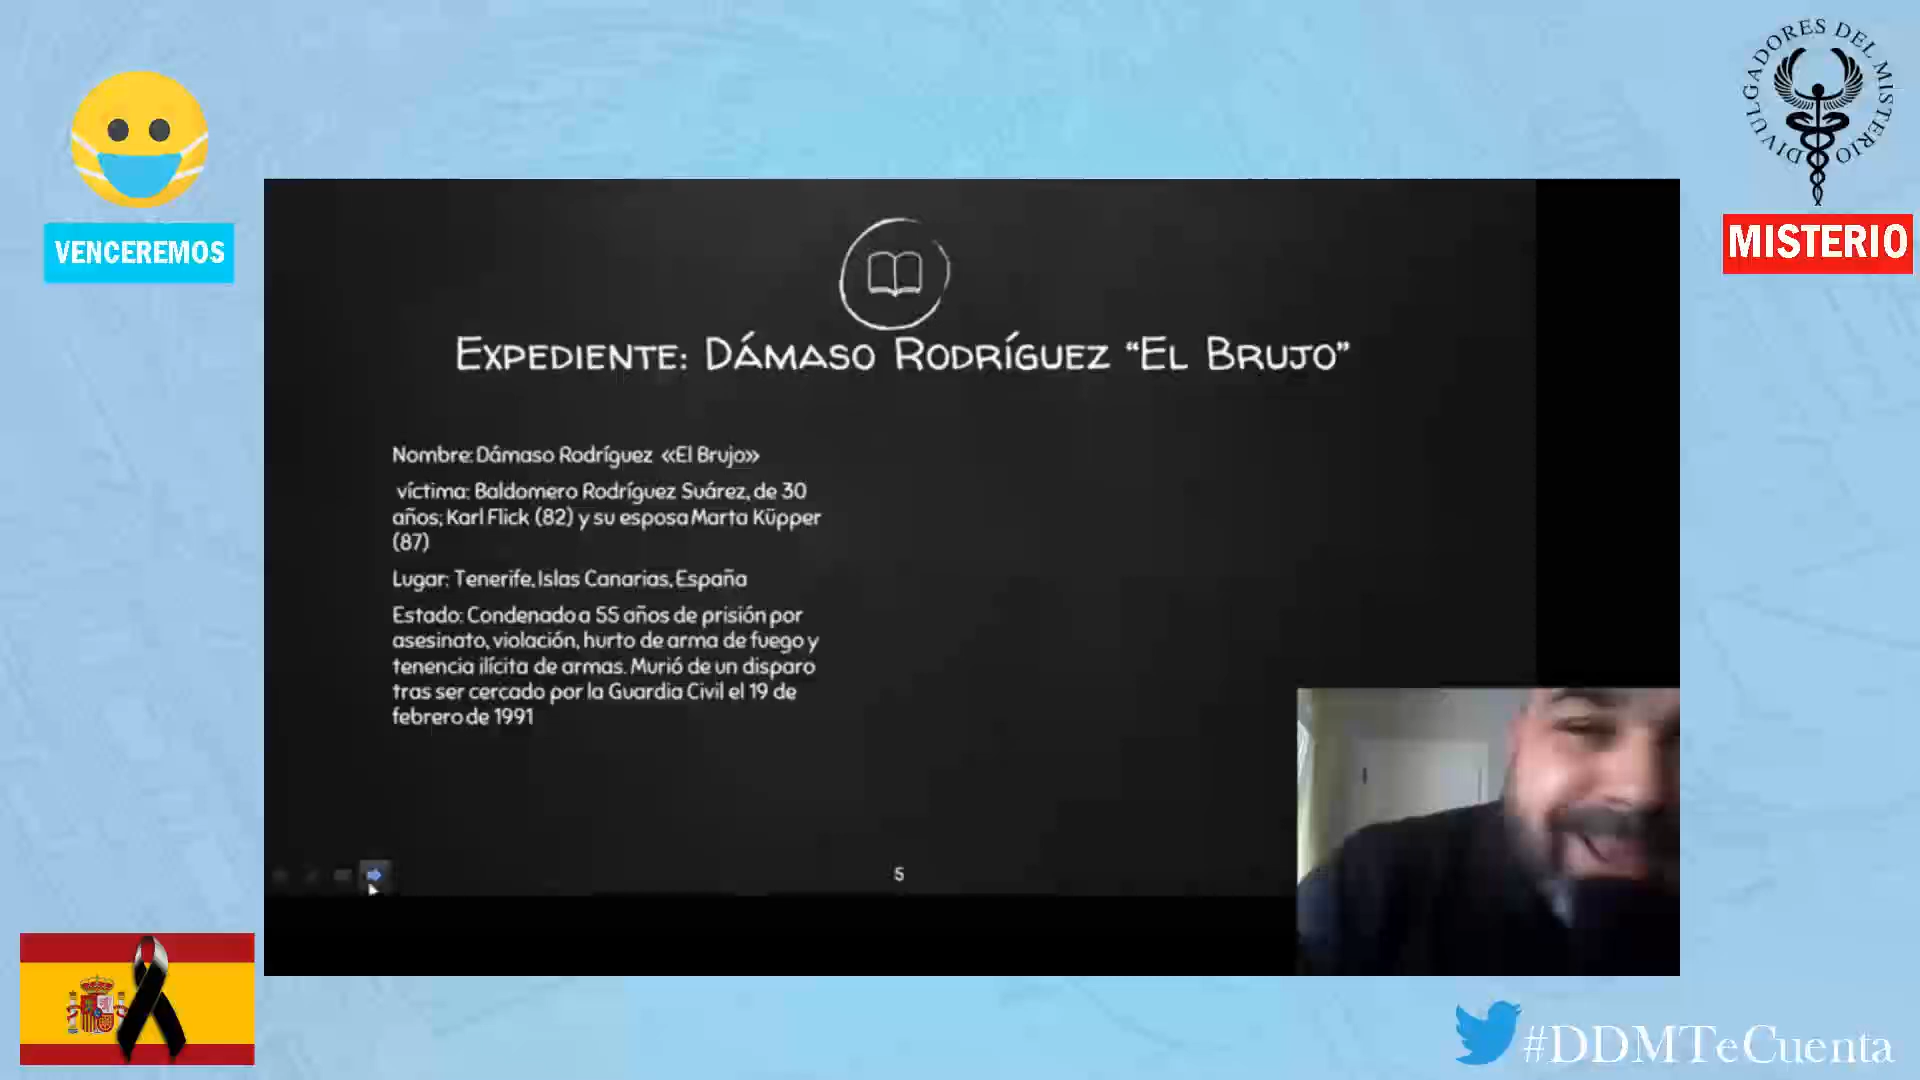 DIVULGADORES DEL MISTERIO
VENCEREMOS
MISTERIO
EXPEDIENTE: DÁMASO RODRÍGUEZ “EL BRUJO”
Nombre: Dámaso Rodríguez «El Brujo»
víctima: Baldomero Rodríguez Suárez, de 30
años; Karl Flick (82) y su esposa Marta Küpper
(87)
Lugar: Tenerife, Islas Canarias, España
Estado: Condenado a 55 años de prisión por
asesinato, violación, hurto de arma de fuego y
tenencia ilícita de armas. Murió de un disparo
tras ser cercado por la Guardia Civil el 19 de
febrero de 1991
5
#DDMTeCuenta